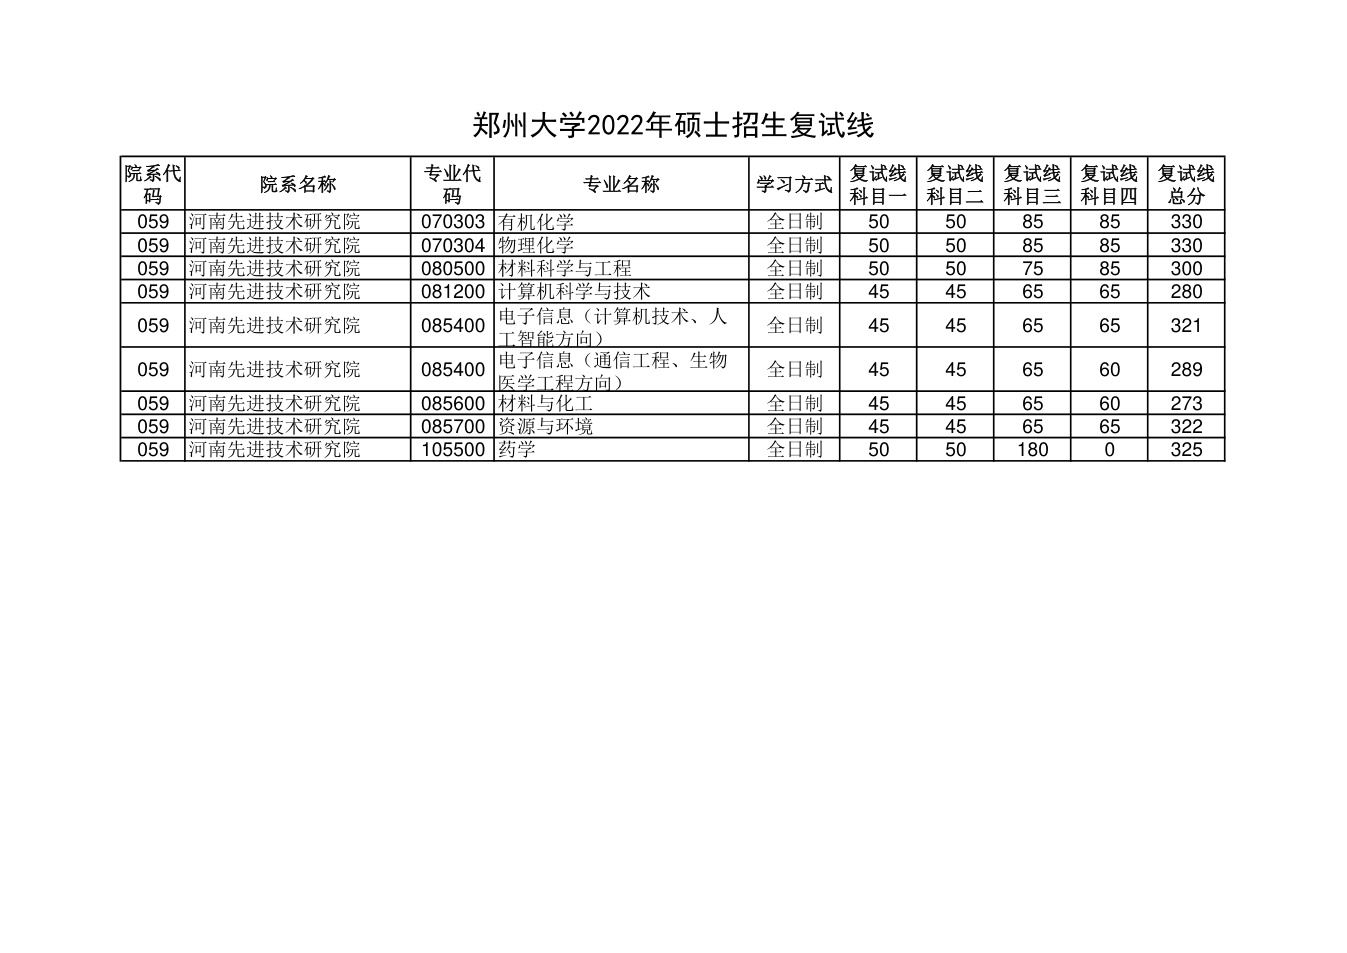 郑州大学2022年硕士招生复试线
院系代码 院系名称 专业代码 专业名称 学习方式 复试线科目一 复试线科目二 复试线科目三 复试线科目四 复试线总分
059 河南先进技术研究院 070303 有机化学 全日制 50 50 85 85 330
059 河南先进技术研究院 070304 物理化学 全日制 50 50 85 85 330
059 河南先进技术研究院 080500 材料科学与工程 全日制 50 50 75 85 300
059 河南先进技术研究院 081200 计算机科学与技术 全日制 45 45 65 65 280
059 河南先进技术研究院 085400 电子信息（计算机技术、人工智能方向） 全日制 45 45 65 65 321
059 河南先进技术研究院 085400 电子信息（通信工程、生物医学工程方向） 全日制 45 45 65 60 289
059 河南先进技术研究院 085600 材料与化工 全日制 45 45 65 60 273
059 河南先进技术研究院 085700 资源与环境 全日制 45 45 65 65 322
059 河南先进技术研究院 105500 药学 全日制 50 50 180 0 325